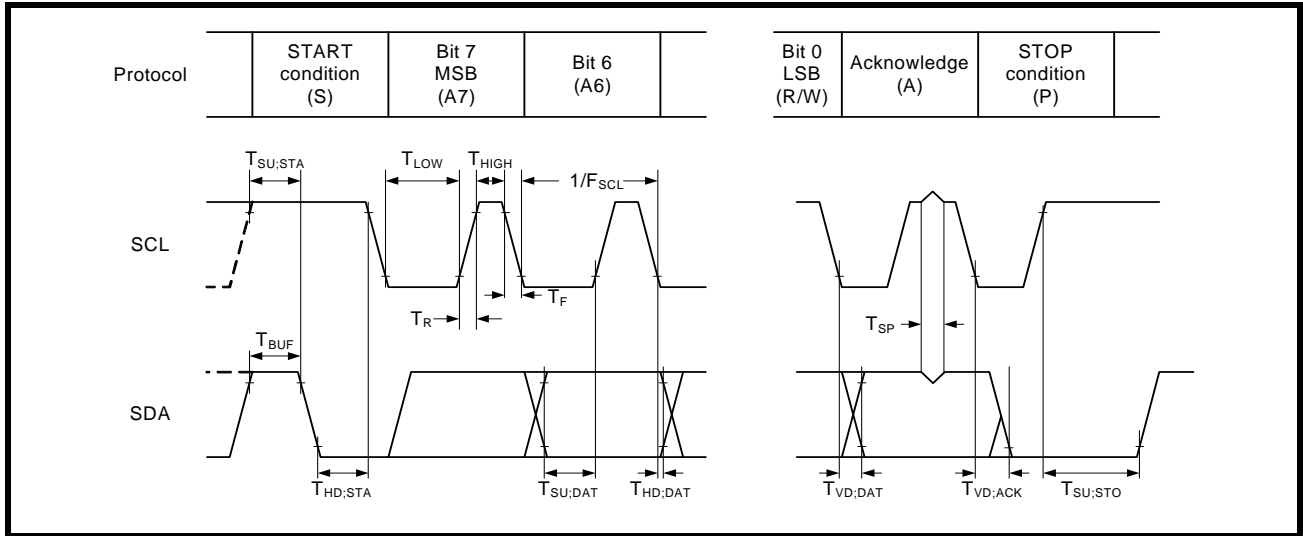 Protocol
START
condition
(S)
Bit 7
MSB
(A7)
Bit 6
(A6)
Bit 0
LSB
(R/W)
Acknowledge
(A)
STOP
condition
(P)
TSU;STA
TLOW
THIGH
1/FSCL
SCL
TF
TR
TSP
TBUF
SDA
THD;STA
TSU;DAT
THD;DAT
TVD;DAT
TVD;ACK
TSU;STO